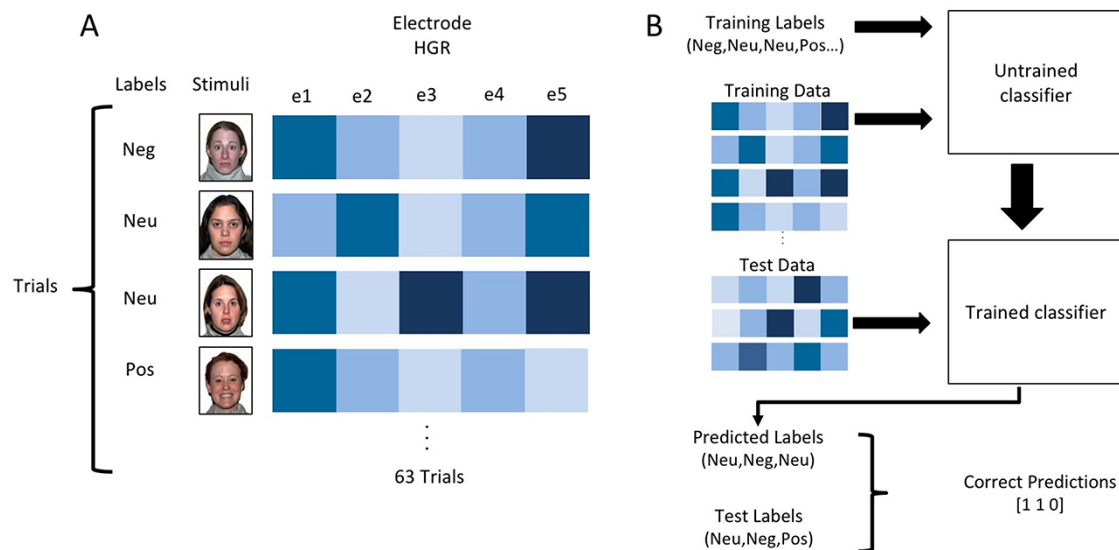 A
Electrode
HGR
Labels
Stimuli
e1
e2
e3
e4
e5
Trials
Neg
Neu
Neu
Pos
63 Trials
B
Training Labels
(Neg,Neu,Neu,Pos...)
Untrained
classifier
Training Data
Test Data
Trained classifier
Predicted Labels
(Neu,Neg,Neu)
Test Labels
(Neu,Neg,Pos)
Correct Predictions
[1 1 0]